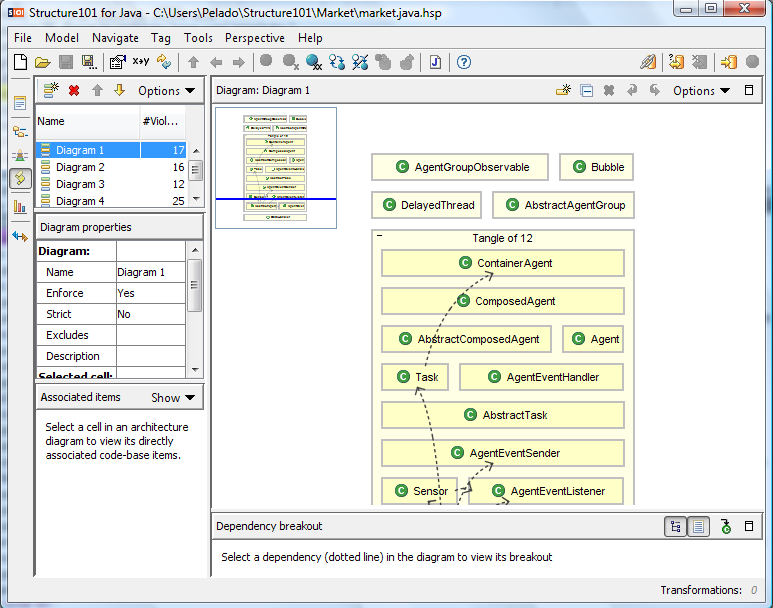 Structure101 for Java - C:\Users\Pelado\Structure101\Market\market.java.hsp
File Model Navigate Tag Tools Perspective Help
x+y
Options
Name #Viol...
Diagram 1 17
Diagram 2 16
Diagram 3 12
Diagram 4 25
Diagram properties
Diagram:
Name Diagram 1
Enforce Yes
Strict No
Excludes
Description
Selected cell:
Associated items Show
Select a cell in an architecture
diagram to view its directly
associated code-base items.
Diagram: Diagram 1 Options
C AgentGroupObservable C Bubble
C DelayedThread C AbstractAgentGroup
Tangle of 12
C ContainerAgent
C ComposedAgent
C AbstractComposedAgent C Agent
C Task C AgentEventHandler
C AbstractTask
C AgentEventSender
C Sensor C AgentEventListener
Dependency breakout
Select a dependency (dotted line) in the diagram to view its breakout
Transformations: 0